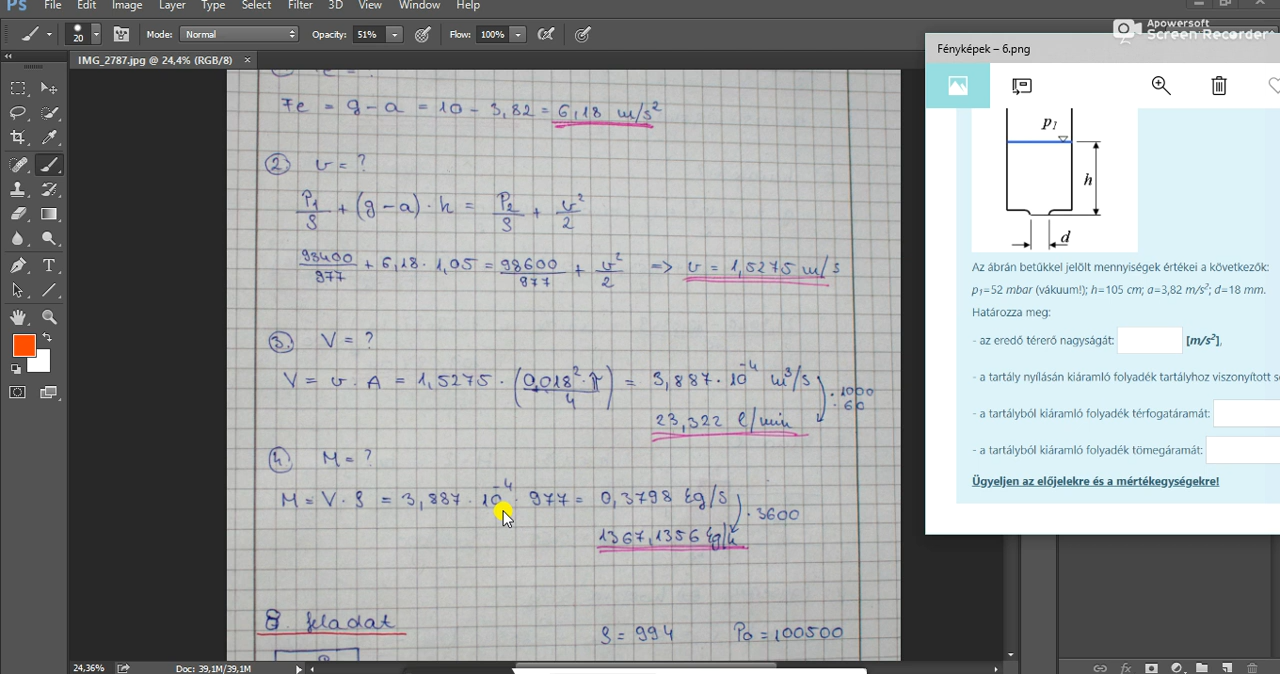 PS File Edit Image Layer Type Select Filter 3D View Window Help
20 Mode: Normal Opacity: 51% Flow: 100%
Apowersoft
Screen Recorder
IMG_2787.jpg @ 24,4% (RGB/8) ×
Fe = g - a = 10 - 3,82 = 6,18 m/s²
② v = ?
P1/ρ + (g-a)·h = P2/ρ + v²/2
93400/977 + 6,18·1,05 = 98600/977 + v²/2 => v = 1,5275 m/s
3. V = ?
V = v · A = 1,5275 · (0,018²·π/4) = 3,887·10⁻⁴ m³/s
·1000
·60
23,322 l/min
4. M = ?
M = V · ρ = 3,887·10⁻⁴ · 977 = 0,3798 kg/s
·3600
1367,1356 kg/h
8. feladat
ρ = 994 P0 = 100500
24,36% Doc: 39,1M/39,1M
Fényképek – 6.png
p1
h
d
Az ábrán betűkkel jelölt mennyiségek értékei a következők:
p1=52 mbar (vákuum!); h=105 cm; a=3,82 m/s²; d=18 mm.
Határozza meg:
- az eredő térerő nagyságát: [m/s²],
- a tartály nyílásán kiáramló folyadék tartályhoz viszonyított s
- a tartályból kiáramló folyadék térfogatáramát:
- a tartályból kiáramló folyadék tömegáramát:
Ügyeljen az előjelekre és a mértékegységekre!
fx